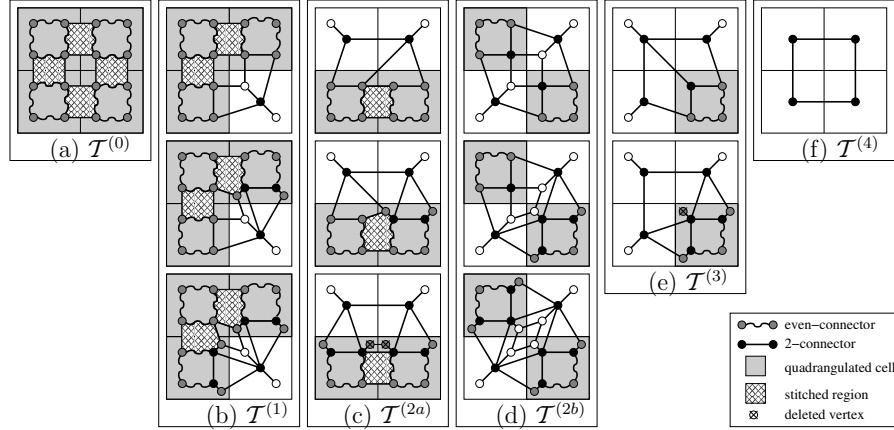 (a) 𝒯⁽⁰⁾
(b) 𝒯⁽¹⁾
(c) 𝒯⁽²ᵃ⁾
(d) 𝒯⁽²ᵇ⁾
(e) 𝒯⁽³⁾
(f) 𝒯⁽⁴⁾
even−connector
2−connector
quadrangulated cell
stitched region
deleted vertex